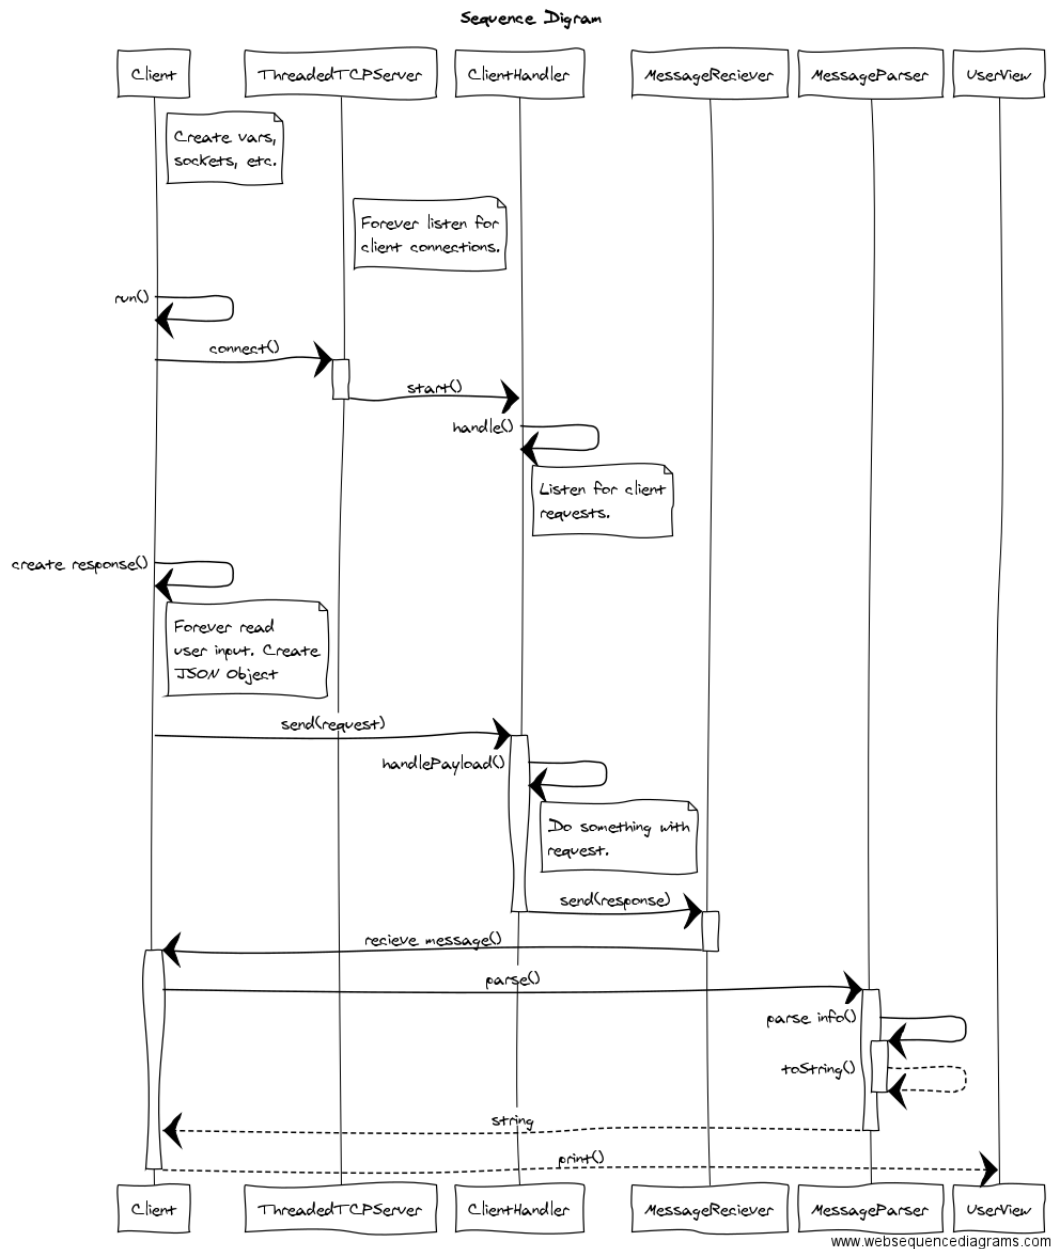 Sequence Digram
Client
ThreadedTCPServer
ClientHandler
MessageReciever
MessageParser
UserView
Create vars,
sockets, etc.
Forever listen for
client connections.
run()
connect()
start()
handle()
Listen for client
requests.
create response()
Forever read
user input. Create
JSON Object
send(request)
handlePayload()
Do something with
request.
send(response)
recieve message()
parse()
parse info()
toString()
string
print()
Client
ThreadedTCPServer
ClientHandler
MessageReciever
MessageParser
UserView
www.websequencediagrams.com